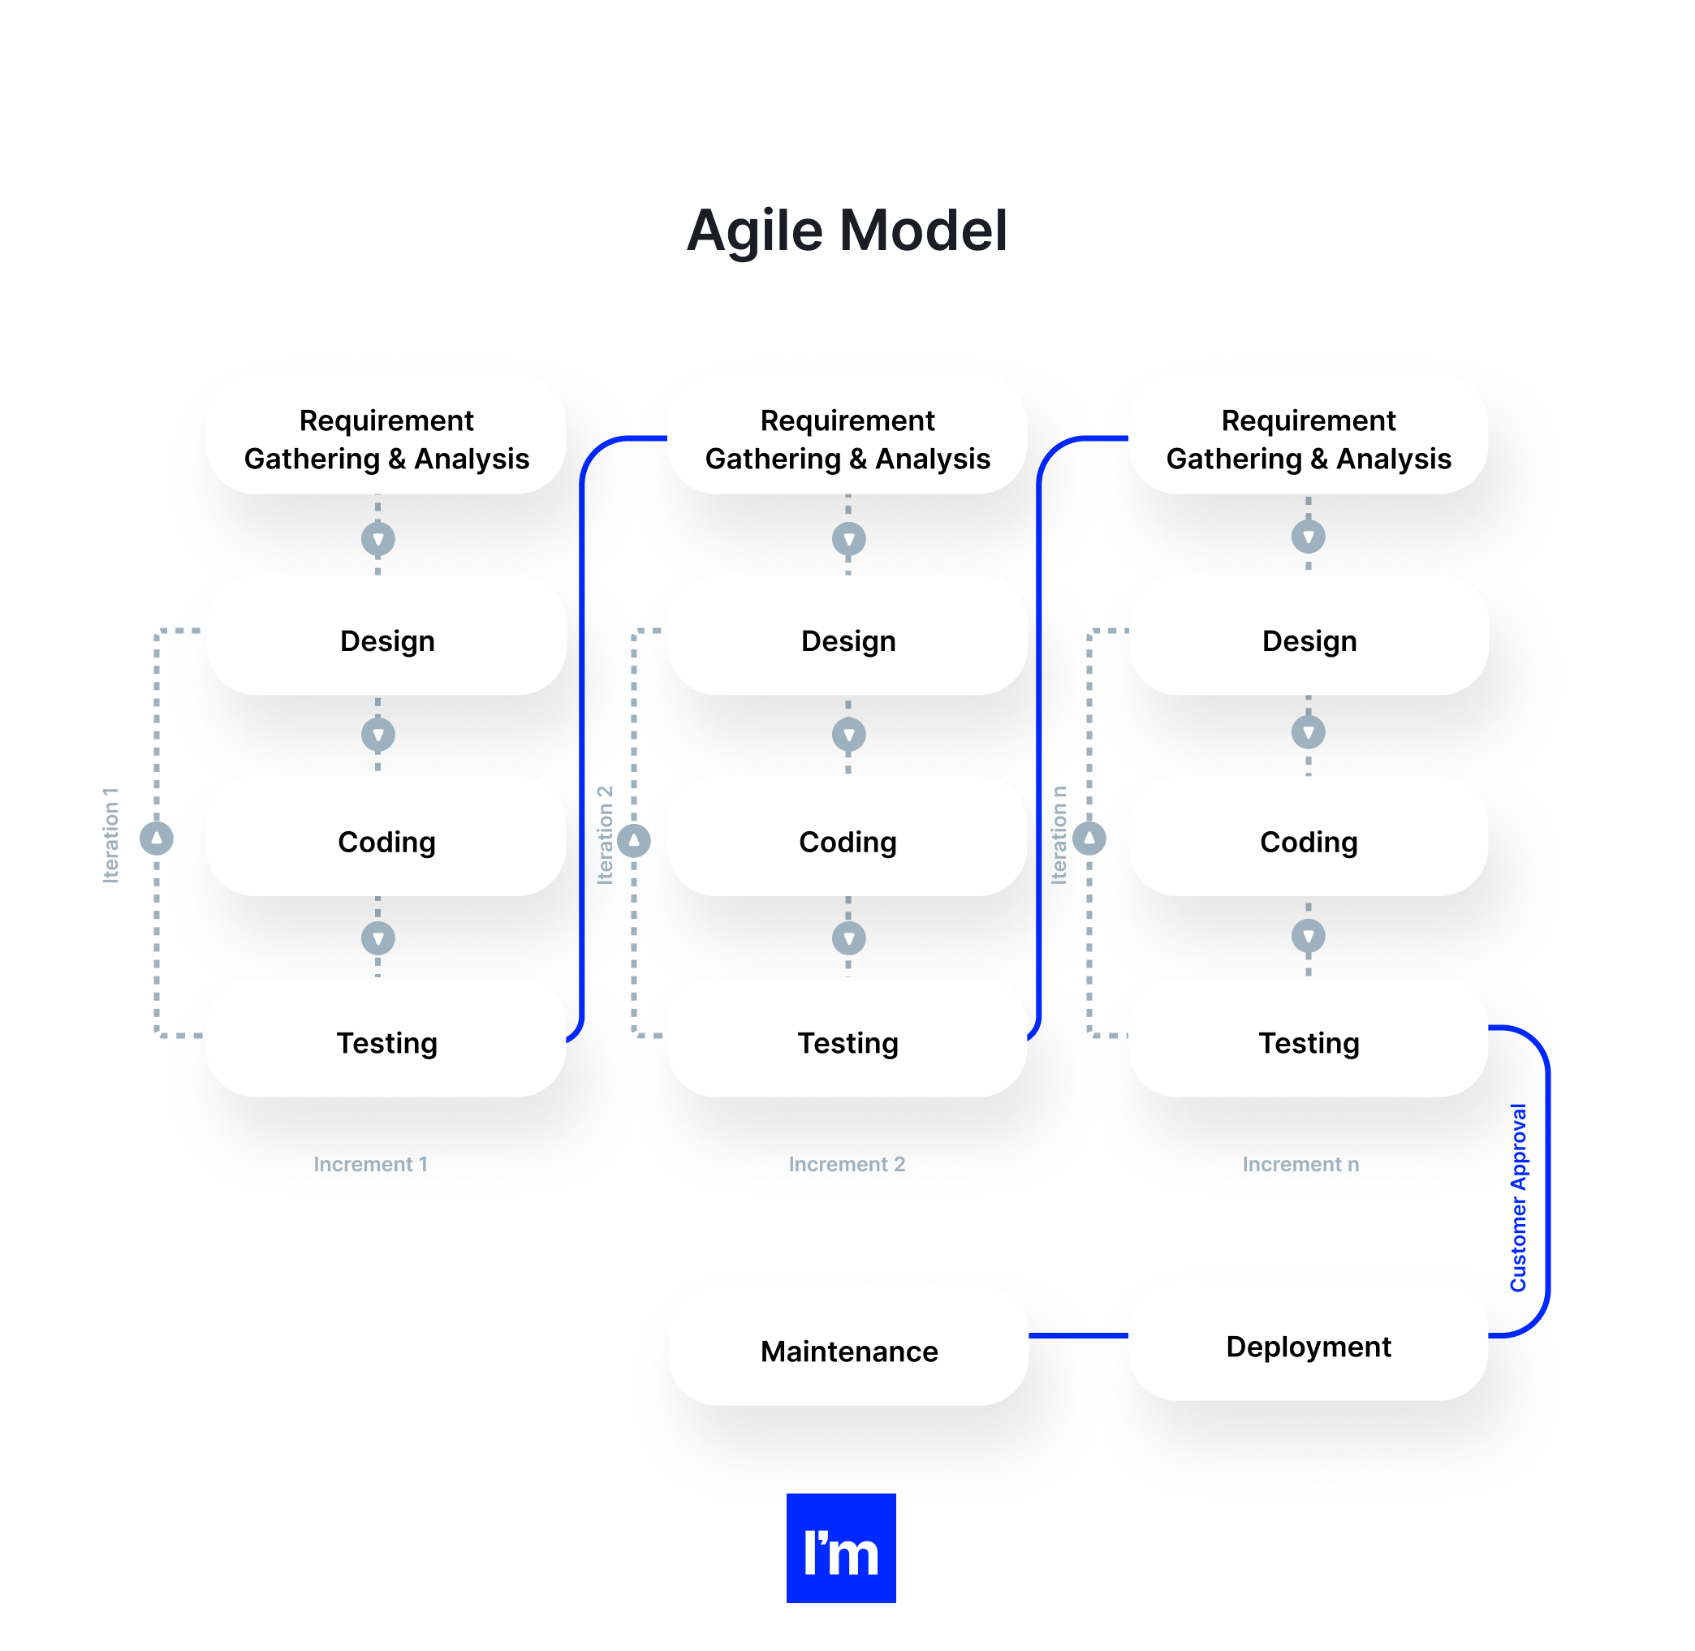 Agile Model
Requirement
Gathering & Analysis
Requirement
Gathering & Analysis
Requirement
Gathering & Analysis
Design
Design
Design
Iteration 1
Coding
Iteration 2
Coding
Iteration n
Coding
Testing
Testing
Testing
Increment 1
Increment 2
Increment n
Customer Approval
Maintenance
Deployment
I'm